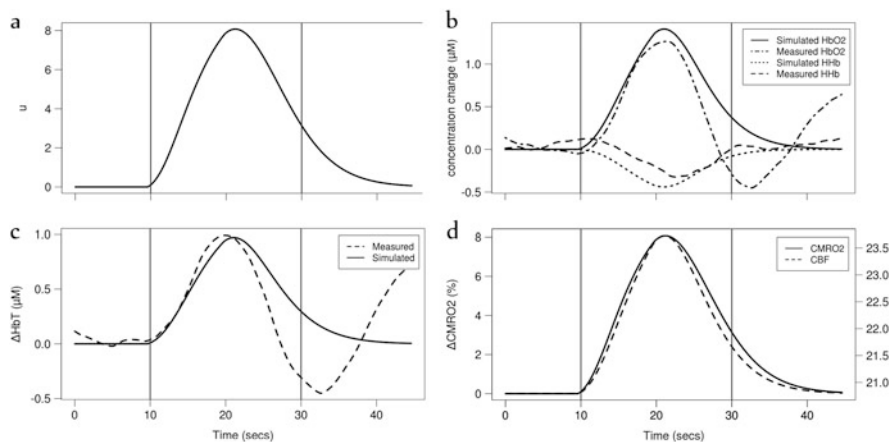 a
8
6
4
2
0
u
b
1.0
0.5
0.0
-0.5
concentration change (µM)
Simulated HbO2
Measured HbO2
Simulated HHb
Measured HHb
c
1.0
0.5
0.0
-0.5
ΔHbT (µM)
Measured
Simulated
0
10
20
30
40
Time (secs)
d
8
6
4
2
0
ΔCMRO2 (%)
CMRO2
CBF
23.5
23.0
22.5
22.0
21.5
21.0
0
10
20
30
40
Time (secs)